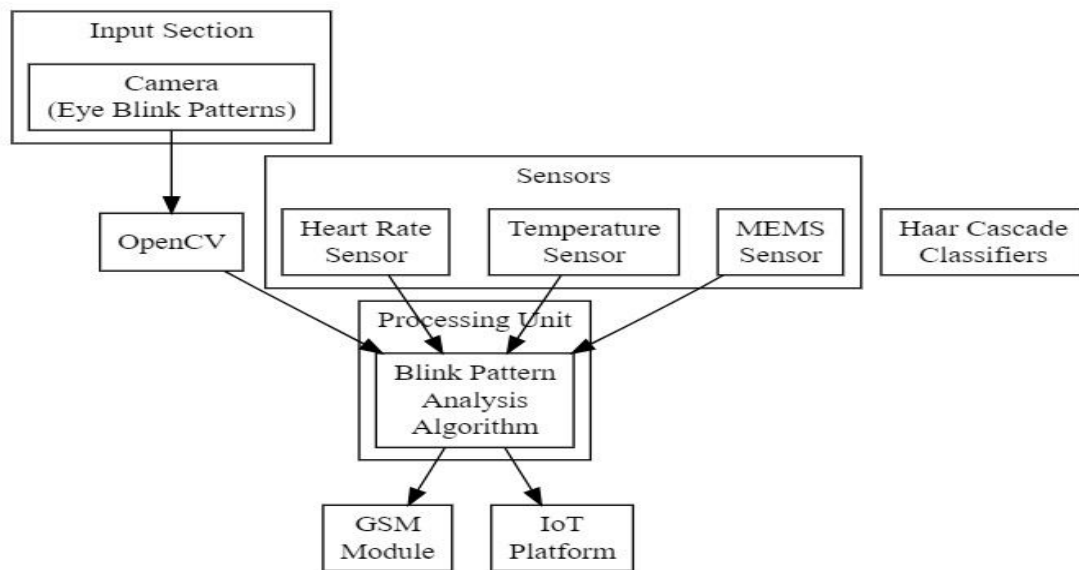 Input Section
Camera
(Eye Blink Patterns)
Sensors
OpenCV
Heart Rate
Sensor
Temperature
Sensor
MEMS
Sensor
Haar Cascade
Classifiers
Processing Unit
Blink Pattern
Analysis
Algorithm
GSM
Module
IoT
Platform